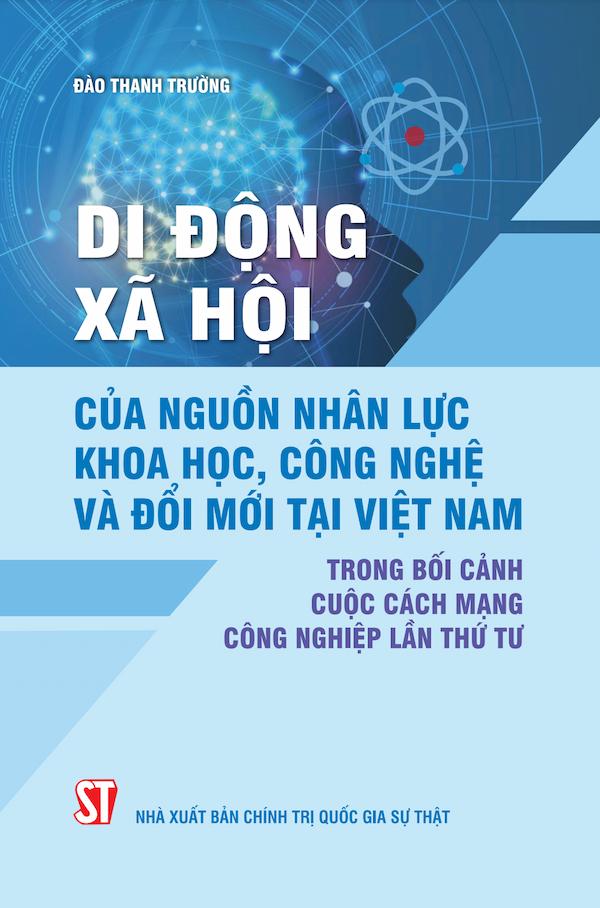 ĐÀO THANH TRƯỜNG
DI ĐỘNG
XÃ HỘI
CỦA NGUỒN NHÂN LỰC
KHOA HỌC, CÔNG NGHỆ
VÀ ĐỔI MỚI TẠI VIỆT NAM
TRONG BỐI CẢNH
CUỘC CÁCH MẠNG
CÔNG NGHIỆP LẦN THỨ TƯ
ST
NHÀ XUẤT BẢN CHÍNH TRỊ QUỐC GIA SỰ THẬT